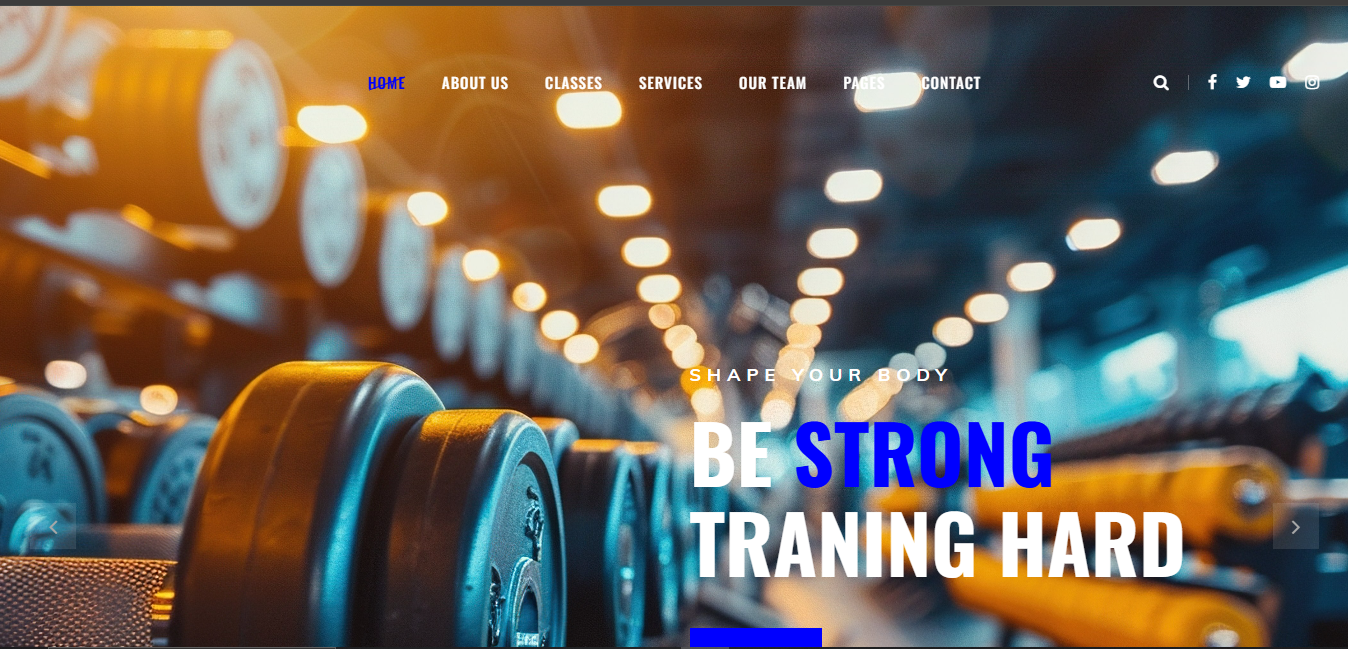 HOME ABOUT US CLASSES SERVICES OUR TEAM PAGES CONTACT
SHAPE YOUR BODY
BE STRONG
TRANING HARD